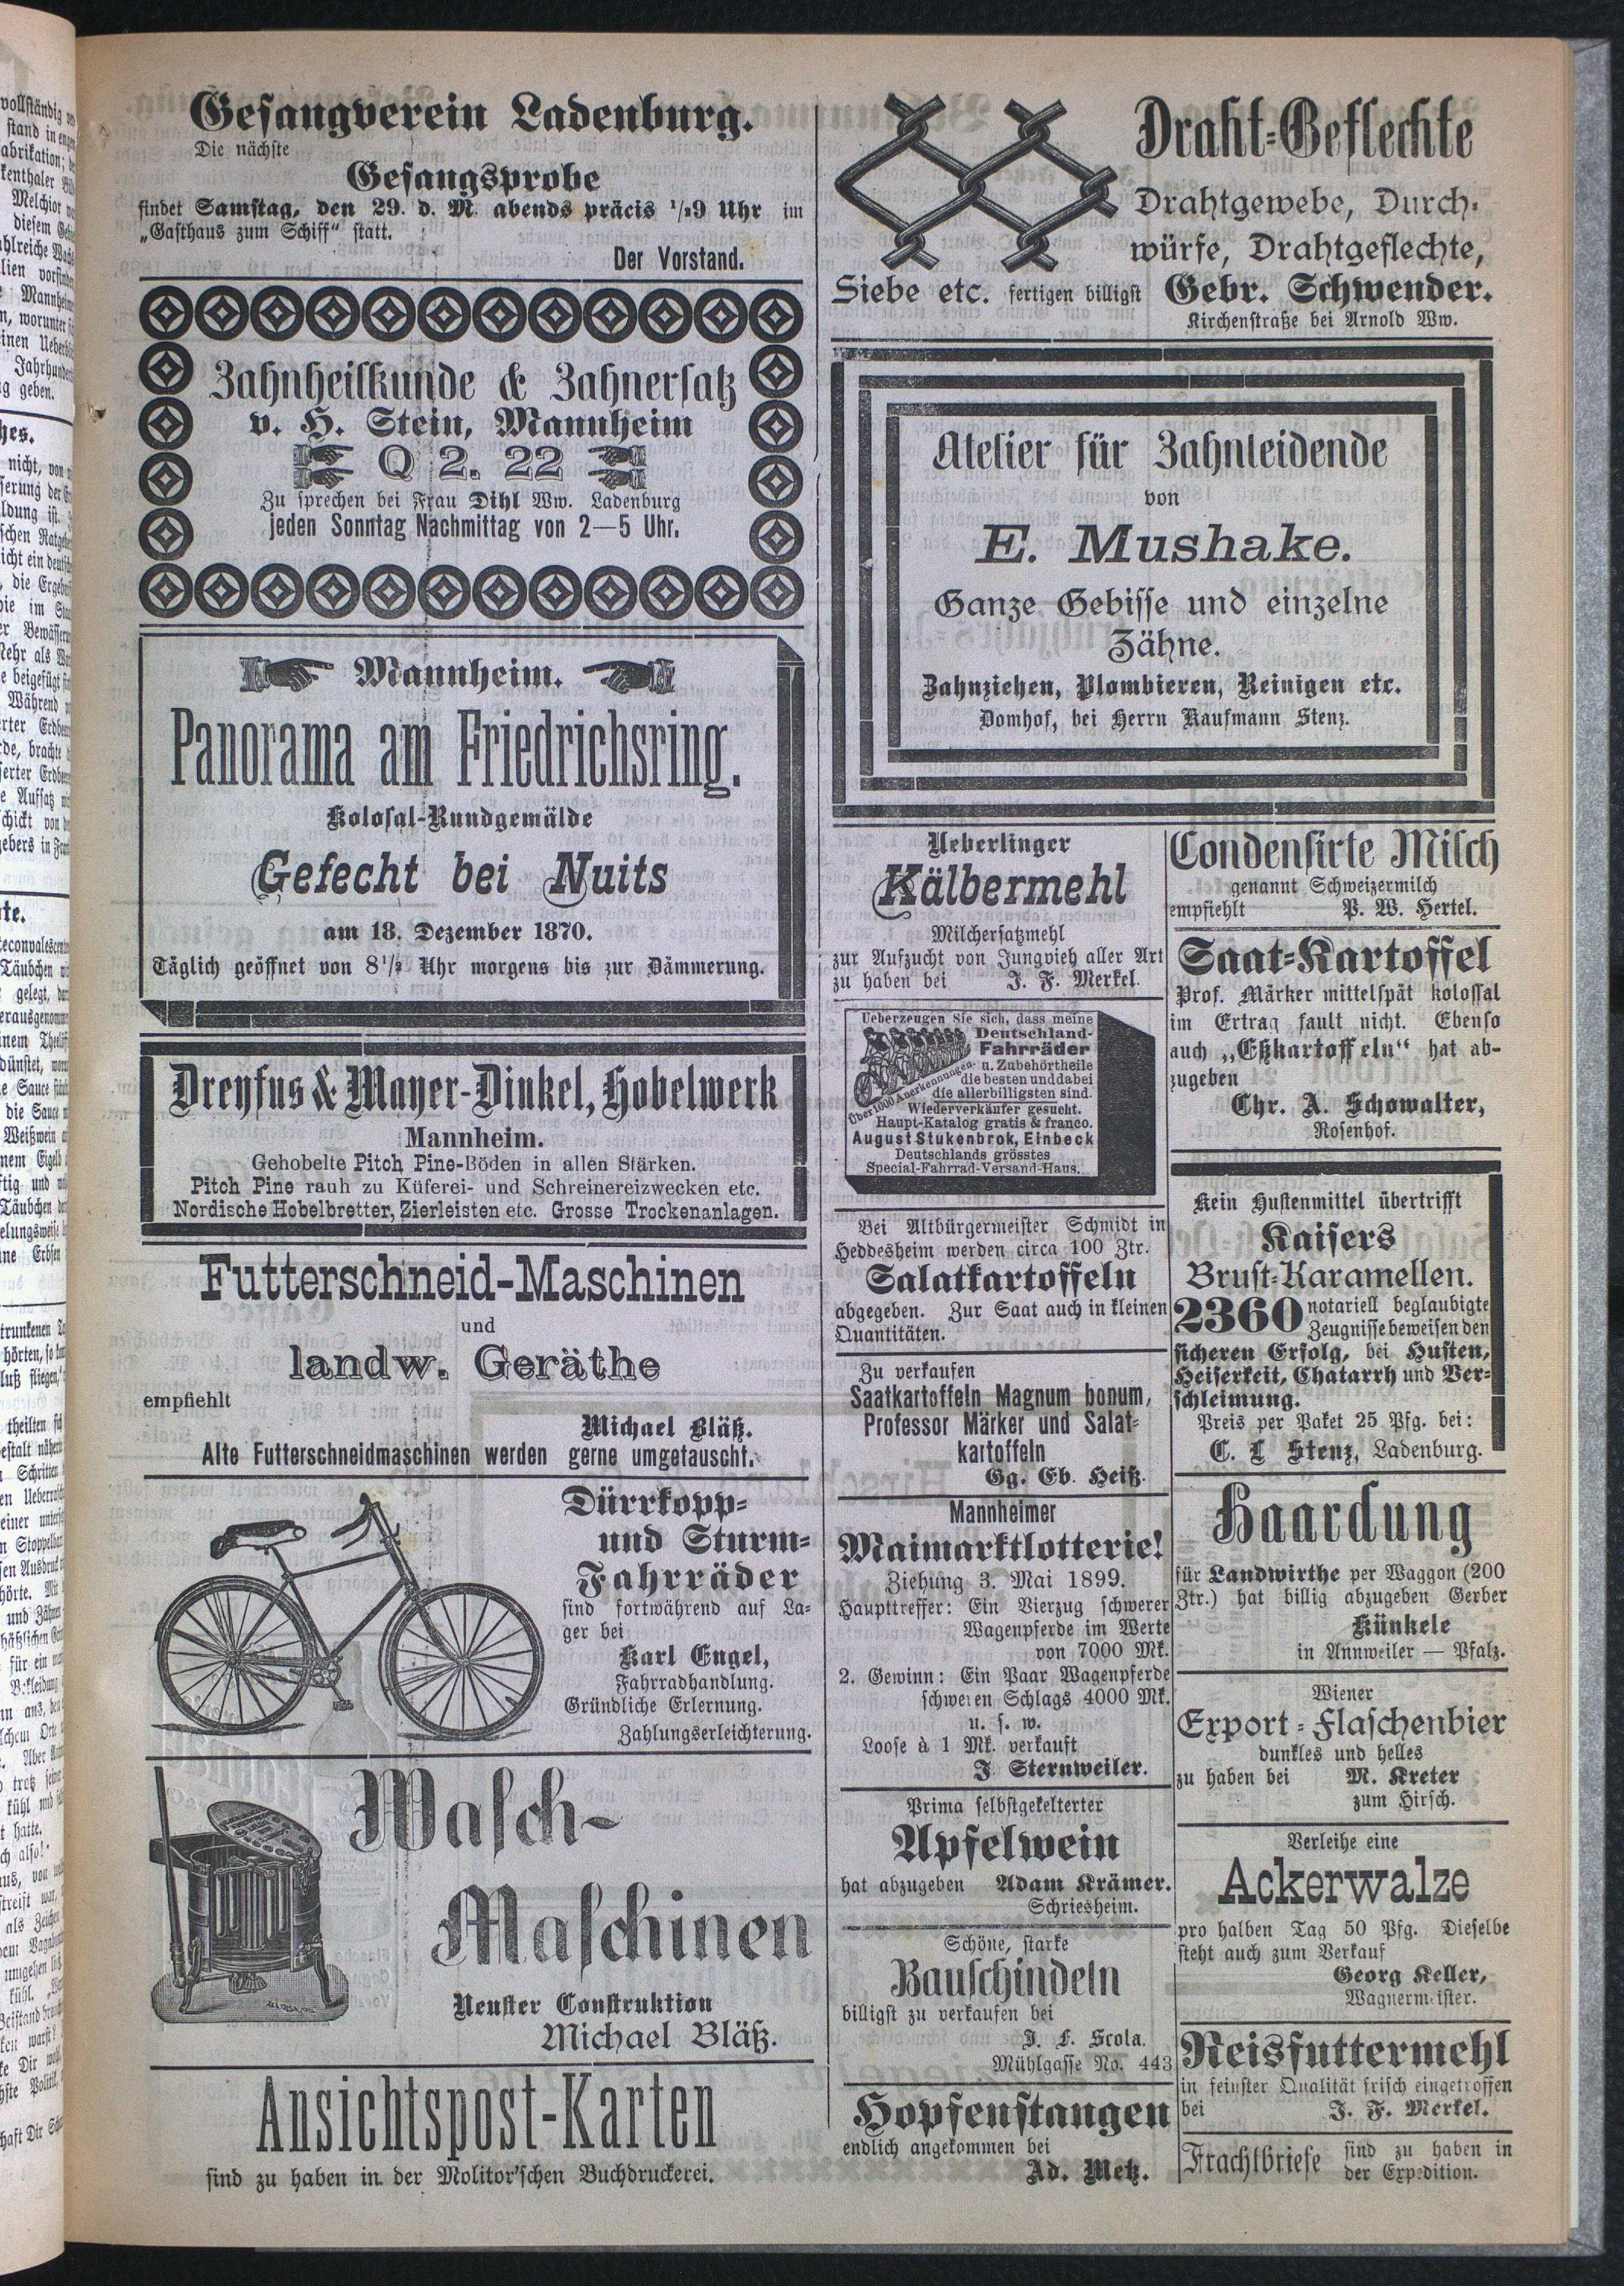 Gesangverein Ladenburg.
Die nächste
Gesangsprobe
findet Samstag, den 29. d. M. abends präcis 1/29 Uhr im
„Gasthaus zum Schiff“ statt.
Der Vorstand.
Zahnheilkunde & Zahnersatz
v. H. Stein, Mannheim
Q 2. 22
Zu sprechen bei Frau Dihl Ww. Ladenburg
jeden Sonntag Nachmittag von 2—5 Uhr.
Mannheim.
Panorama am Friedrichsring.
Kolosal-Rundgemälde
Gefecht bei Nuits
am 18. Dezember 1870.
Täglich geöffnet von 8 1/2 Uhr morgens bis zur Dämmerung.
Dreyfus & Mayer-Dinkel, Hobelwerk
Mannheim.
Gehobelte Pitch Pine-Böden in allen Stärken.
Pitch Pine rauh zu Küferei- und Schreinereizwecken etc.
Nordische Hobelbretter, Zierleisten etc. Grosse Trockenanlagen.
Futterschneid-Maschinen
und
landw. Geräthe
empfiehlt
Michael Bläß.
Alte Futterschneidmaschinen werden gerne umgetauscht.
Dürrkopp-
und Sturm-
Fahrräder
sind fortwährend auf La-
ger bei
Karl Engel,
Fahrradhandlung.
Gründliche Erlernung.
Zahlungserleichterung.
Wasch-
Maschinen
Neuster Construktion
Michael Bläß.
Ansichtspost-Karten
sind zu haben in der Molitor'schen Buchdruckerei.
Draht-Geflechte
Drahtgewebe, Durch-
würfe, Drahtgeflechte,
Siebe etc. fertigen billigst Gebr. Schwender.
Kirchenstraße bei Arnold Ww.
Atelier für Zahnleidende
von
E. Mushake.
Ganze Gebisse und einzelne
Zähne.
Zahnziehen, Plombieren, Reinigen etc.
Domhof, bei Herrn Kaufmann Stenz.
Ueberlinger
Kälbermehl
Milchersatzmehl
zur Aufzucht von Jungvieh aller Art
zu haben bei J. F. Merkel.
Ueberzeugen Sie sich, dass meine
Deutschland-
Fahrräder
u. Zubehörtheile
die besten und dabei
die allerbilligsten sind.
Über 1000 Anerkennungen.
Wiederverkäufer gesucht.
Haupt-Katalog gratis & franco.
August Stukenbrok, Einbeck
Deutschlands grösstes
Special-Fahrrad-Versand-Haus.
Bei Altbürgermeister Schmidt in
Heddesheim werden circa 100 Ztr.
Salatkartoffeln
abgegeben. Zur Saat auch in kleinen
Quantitäten.
Zu verkaufen
Saatkartoffeln Magnum bonum,
Professor Märker und Salat-
kartoffeln
Gg. Eb. Heiß.
Mannheimer
Maimarktlotterie!
Ziehung 3. Mai 1899.
Haupttreffer: Ein Vierzug schwerer
Wagenpferde im Werte
von 7000 Mk.
2. Gewinn: Ein Paar Wagenpferde
schweren Schlags 4000 Mk.
u. s. w.
Loose à 1 Mk. verkauft
J. Sternweiler.
Prima selbstgekelterter
Apfelwein
hat abzugeben Adam Krämer.
Schriesheim.
Schöne, starke
Bauschindeln
billigst zu verkaufen bei
J. F. Scola.
Mühlgasse No. 443
Hopfenstangen
endlich angekommen bei
Ad. Metz.
Condensirte Milch
genannt Schweizermilch
empfiehlt P. W. Hertel.
Saat-Kartoffel
Prof. Märker mittelspät kolossal
im Ertrag fault nicht. Ebenso
auch „Eßkartoffeln“ hat ab-
zugeben
Chr. A. Schowalter,
Rosenhof.
Kein Hustenmittel übertrifft
Kaisers
Brust-Karamellen.
2360 notariell beglaubigte
Zeugnisse beweisen den
sicheren Erfolg, bei Husten,
Heiserkeit, Chatarrh und Ver-
schleimung.
Preis per Paket 25 Pfg. bei:
C. L Stenz, Ladenburg.
Haardung
für Landwirthe per Waggon (200
Ztr.) hat billig abzugeben Gerber
Künkele
in Annweiler — Pfalz.
Wiener
Export-Flaschenbier
dunkles und helles
zu haben bei M. Kreter
zum Hirsch.
Verleihe eine
Ackerwalze
pro halben Tag 50 Pfg. Dieselbe
steht auch zum Verkauf
Georg Keller,
Wagnermeister.
Reisfuttermehl
in feinster Qualität frisch eingetroffen
bei J. F. Merkel.
Frachtbriefe sind zu haben in
der Expedition.